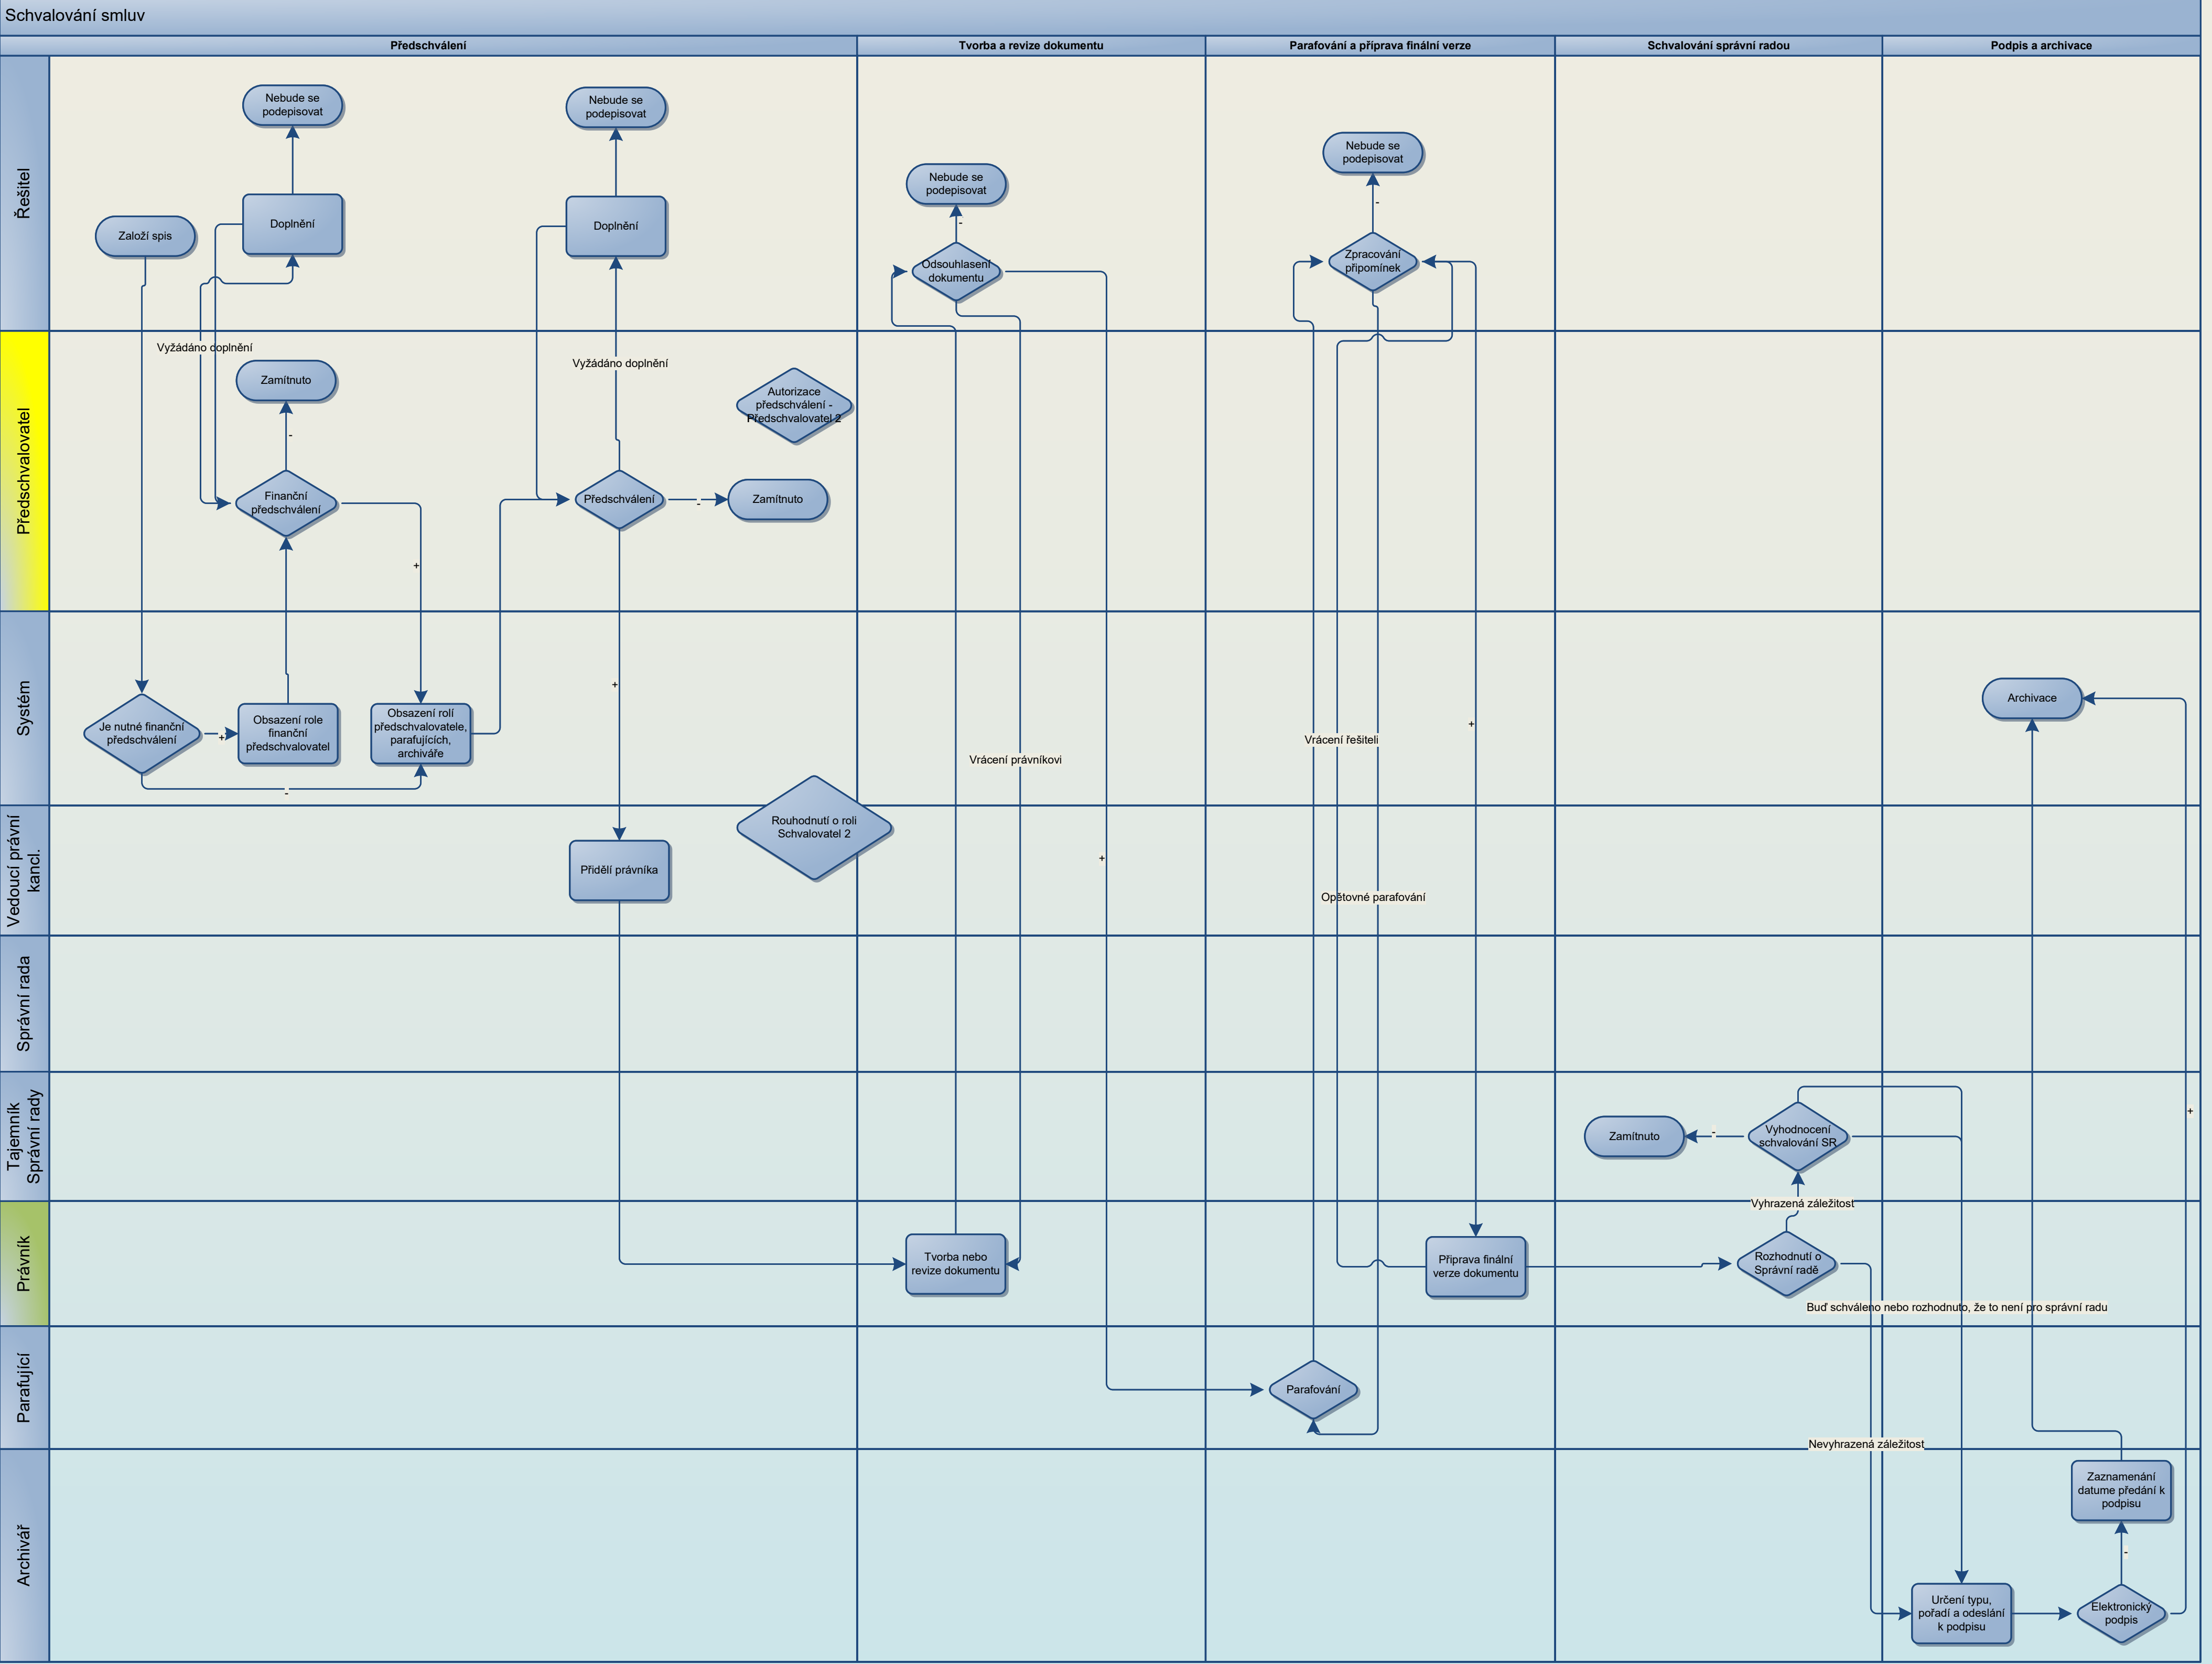 Schvalování smluv
Předschválení
Tvorba a revize dokumentu
Parafování a příprava finální verze
Schvalování správní radou
Podpis a archivace
Řešitel
Nebude se
podepisovat
Nebude se
podepisovat
Nebude se
podepisovat
Nebude se
podepisovat
-
-
Založí spis
Doplnění
Doplnění
Odsouhlasení
dokumentu
Zpracování
připomínek
Předschvalovatel
Vyžádáno doplnění
Vyžádáno doplnění
Zamítnuto
-
Autorizace
předschválení -
Předschvalovatel 2
Finanční
předschválení
Předschválení
-
Zamítnuto
+
Systém
+
+
Je nutné finanční
předschválení
+
Obsazení role
finanční
předschvalovatel
Obsazení rolí
předschvalovatele,
parafujících,
archiváře
-
Vrácení právníkovi
Vrácení řešiteli
Archivace
Vedoucí právní
kancl.
Rouhodnutí o roli
Schvalovatel 2
Přidělí právníka
+
Opětovné parafování
Správní rada
Tajemník
Správní rady
Zamítnuto
-
Vyhodnocení
schvalování SR
+
Vyhrazená záležitost
Právník
Tvorba nebo
revize dokumentu
Připrava finální
verze dokumentu
Rozhodnutí o
Správní radě
Buď schváleno nebo rozhodnuto, že to není pro správní radu
Parafující
Parafování
Nevyhrazená záležitost
Archivář
Zaznamenání
datume předání k
podpisu
-
Určení typu,
pořadí a odeslání
k podpisu
Elektronický
podpis